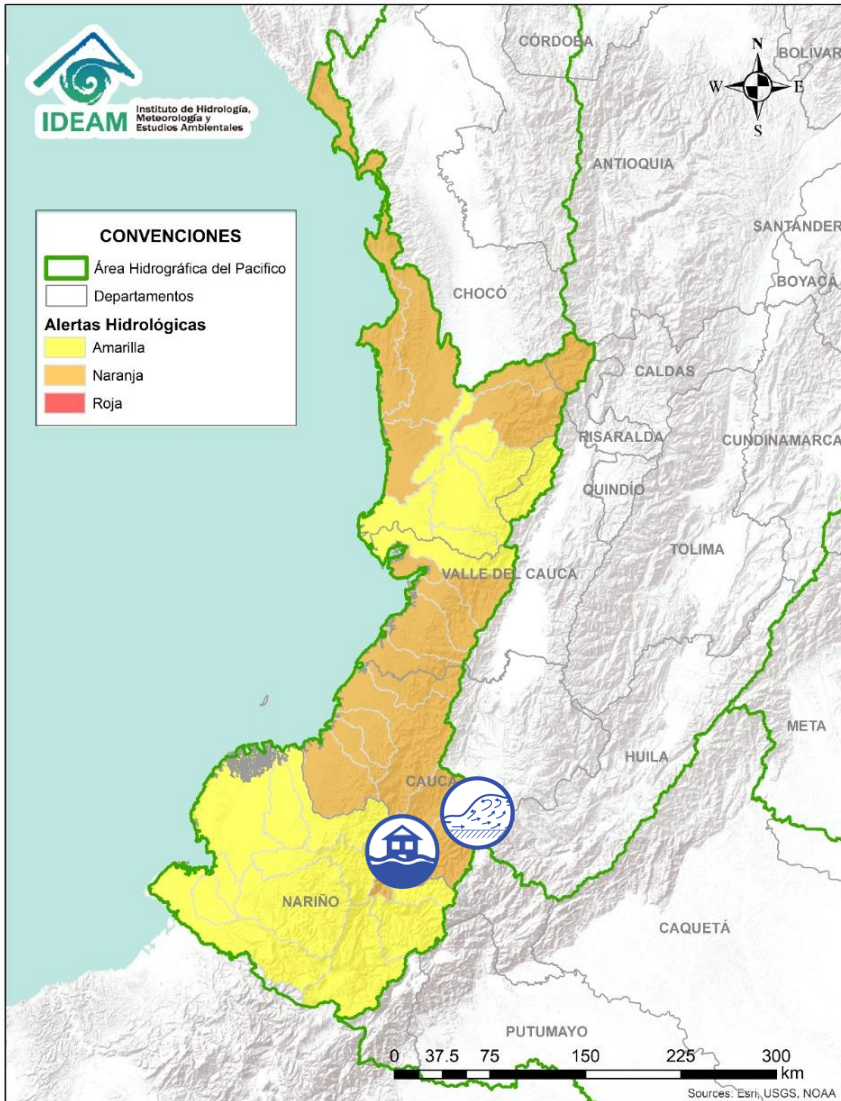 CÓRDOBA
BOLÍVAR
IDEAM
Instituto de Hidrología,
Meteorología y
Estudios Ambientales
N
W
E
S
ANTIOQUIA
SANTANDER
BOYACÁ
CONVENCIONES
Área Hidrográfica del Pacifico
Departamentos
Alertas Hidrológicas
Amarilla
Naranja
Roja
CHOCÓ
CALDAS
RISARALDA
CUNDINAMARCA
QUINDÍO
TOLIMA
VALLE DEL CAUCA
META
HUILA
CAUCA
NARIÑO
CAQUETÁ
PUTUMAYO
0 37.5 75 150 225 300
km
Sources: Esri, USGS, NOAA